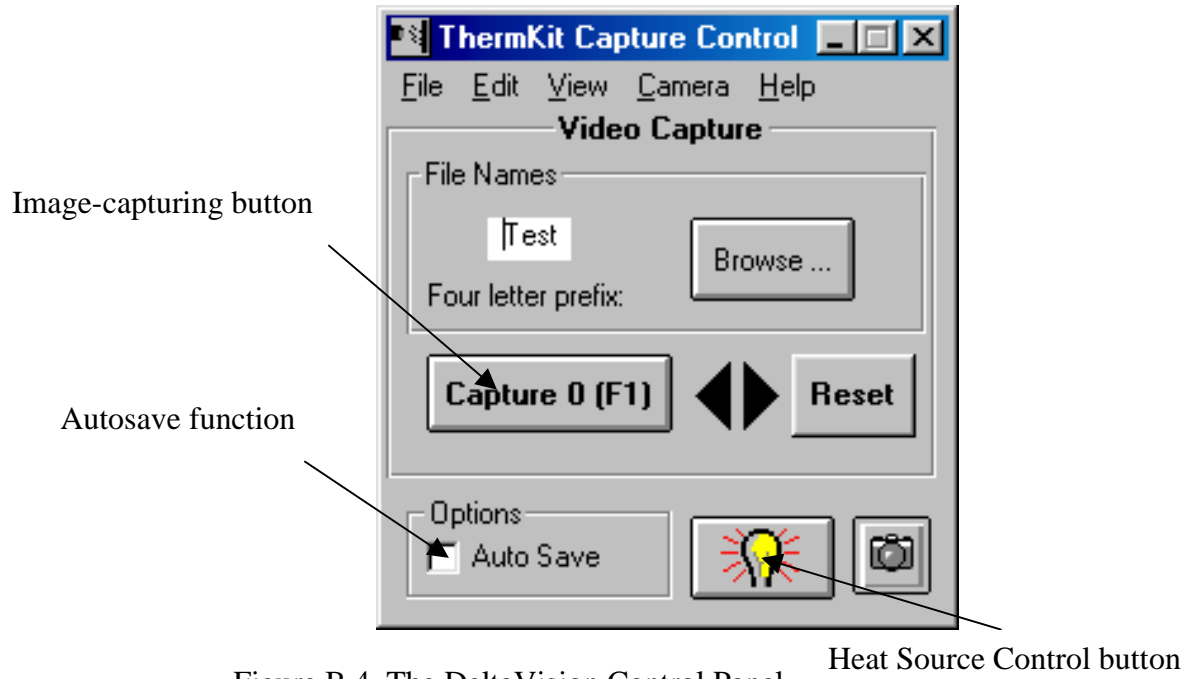 ThermKit Capture Control
File Edit View Camera Help
Video Capture
File Names
Image-capturing button
Test
Browse ...
Four letter prefix:
Capture 0 (F1)
Reset
Autosave function
Options
Auto Save
Heat Source Control button
Figure B-4. The DeltaVision Control Panel